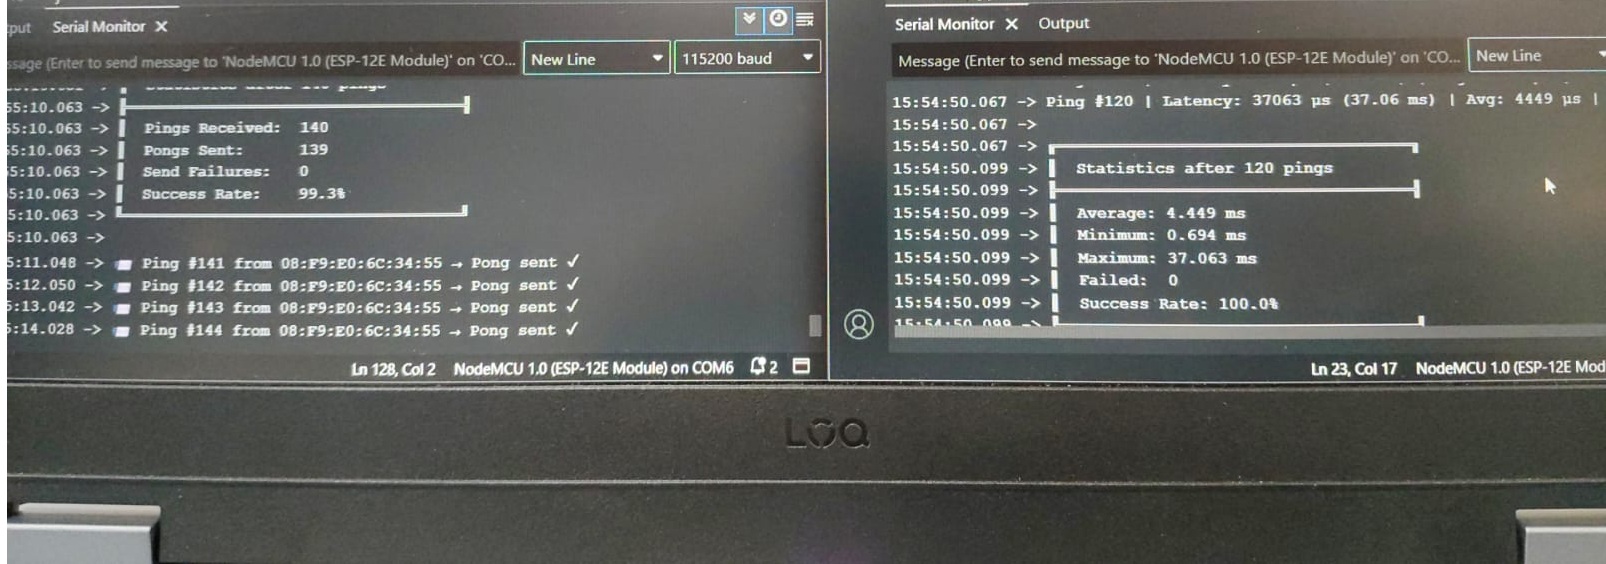 put Serial Monitor X
ssage (Enter to send message to 'NodeMCU 1.0 (ESP-12E Module)' on 'CO... New Line 115200 baud
Statistics after 140 pings
55:10.063 ->
55:10.063 -> Pings Received: 140
55:10.063 -> Pongs Sent: 139
5:10.063 -> Send Failures: 0
5:10.063 -> Success Rate: 99.3%
5:10.063 ->
5:10.063 ->
5:11.048 -> Ping #141 from 08:F9:E0:6C:34:55 → Pong sent ✓
5:12.050 -> Ping #142 from 08:F9:E0:6C:34:55 → Pong sent ✓
5:13.042 -> Ping #143 from 08:F9:E0:6C:34:55 → Pong sent ✓
5:14.028 -> Ping #144 from 08:F9:E0:6C:34:55 → Pong sent ✓
Ln 128, Col 2 NodeMCU 1.0 (ESP-12E Module) on COM6 2
Serial Monitor X Output
Message (Enter to send message to 'NodeMCU 1.0 (ESP-12E Module)' on 'CO... New Line
15:54:50.067 -> Ping #120 | Latency: 37063 µs (37.06 ms) | Avg: 4449 µs |
15:54:50.067 ->
15:54:50.067 ->
15:54:50.099 -> Statistics after 120 pings
15:54:50.099 ->
15:54:50.099 -> Average: 4.449 ms
15:54:50.099 -> Minimum: 0.694 ms
15:54:50.099 -> Maximum: 37.063 ms
15:54:50.099 -> Failed: 0
15:54:50.099 -> Success Rate: 100.0%
15:54:50.099 ->
Ln 23, Col 17 NodeMCU 1.0 (ESP-12E Mod
LOQ